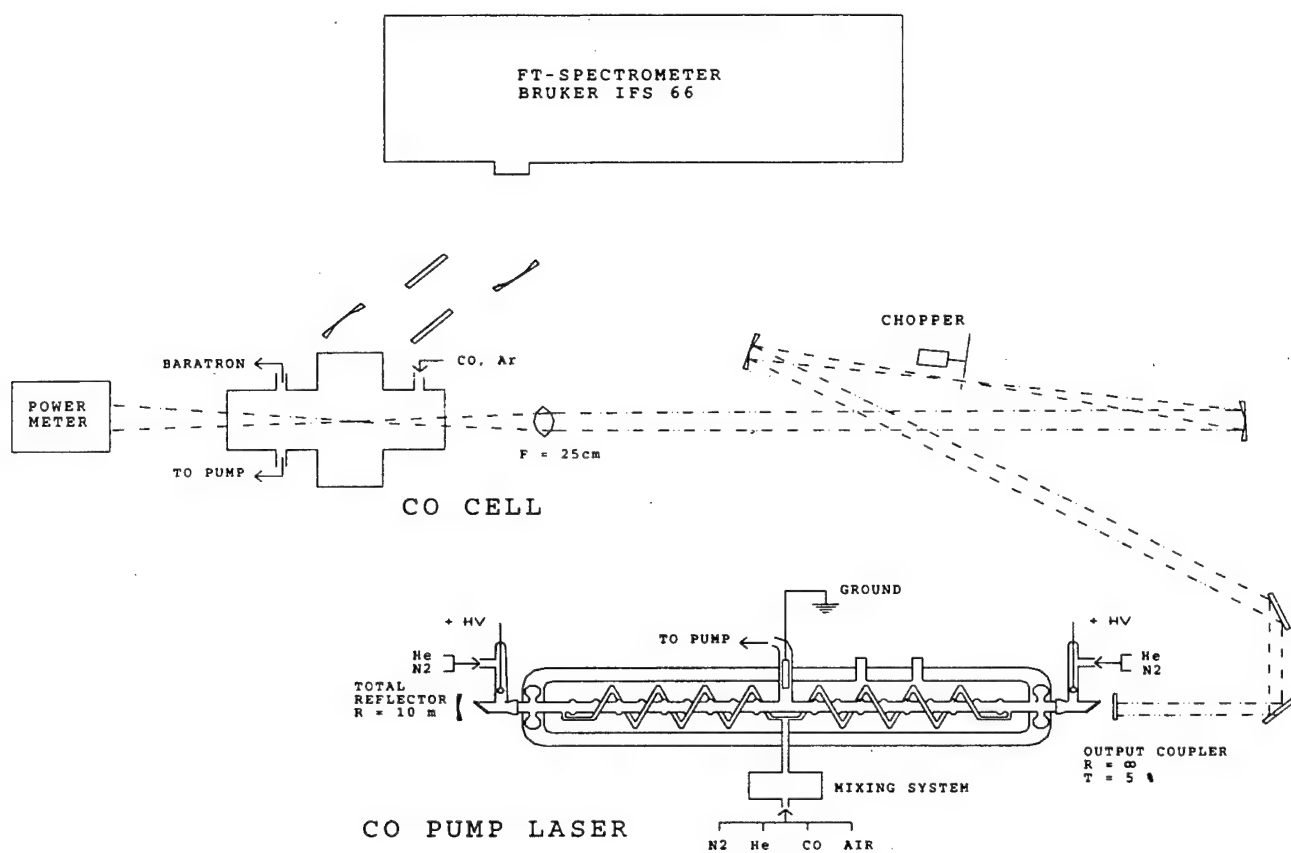 FT-SPECTROMETER
BRUKER IFS 66
CHOPPER
BARATRON
CO, Ar
POWER
METER
F = 25cm
TO PUMP
CO CELL
GROUND
+ HV
+ HV
TO PUMP
He
N2
He
N2
TOTAL
REFLECTOR
R = 10 m
OUTPUT COUPLER
R = ∞
T = 5 %
MIXING SYSTEM
CO PUMP LASER
N2 He CO AIR